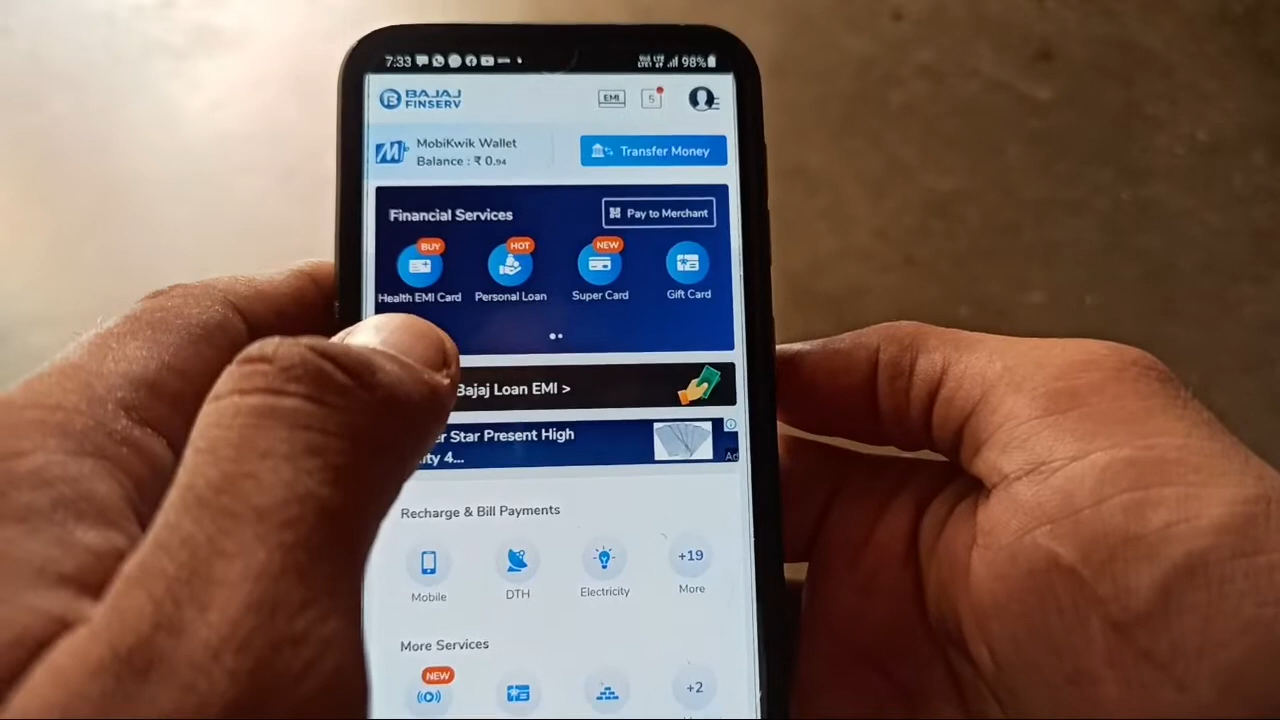 7:33
98%
BAJAJ
FINSERV
EMI
5
MobiKwik Wallet
Balance : ₹ 0.94
Transfer Money
Financial Services
Pay to Merchant
BUY
HOT
NEW
Health EMI Card
Personal Loan
Super Card
Gift Card
Bajaj Loan EMI >
Star Present High
4...
Ad
Recharge & Bill Payments
+19
Mobile
DTH
Electricity
More
More Services
NEW
+2